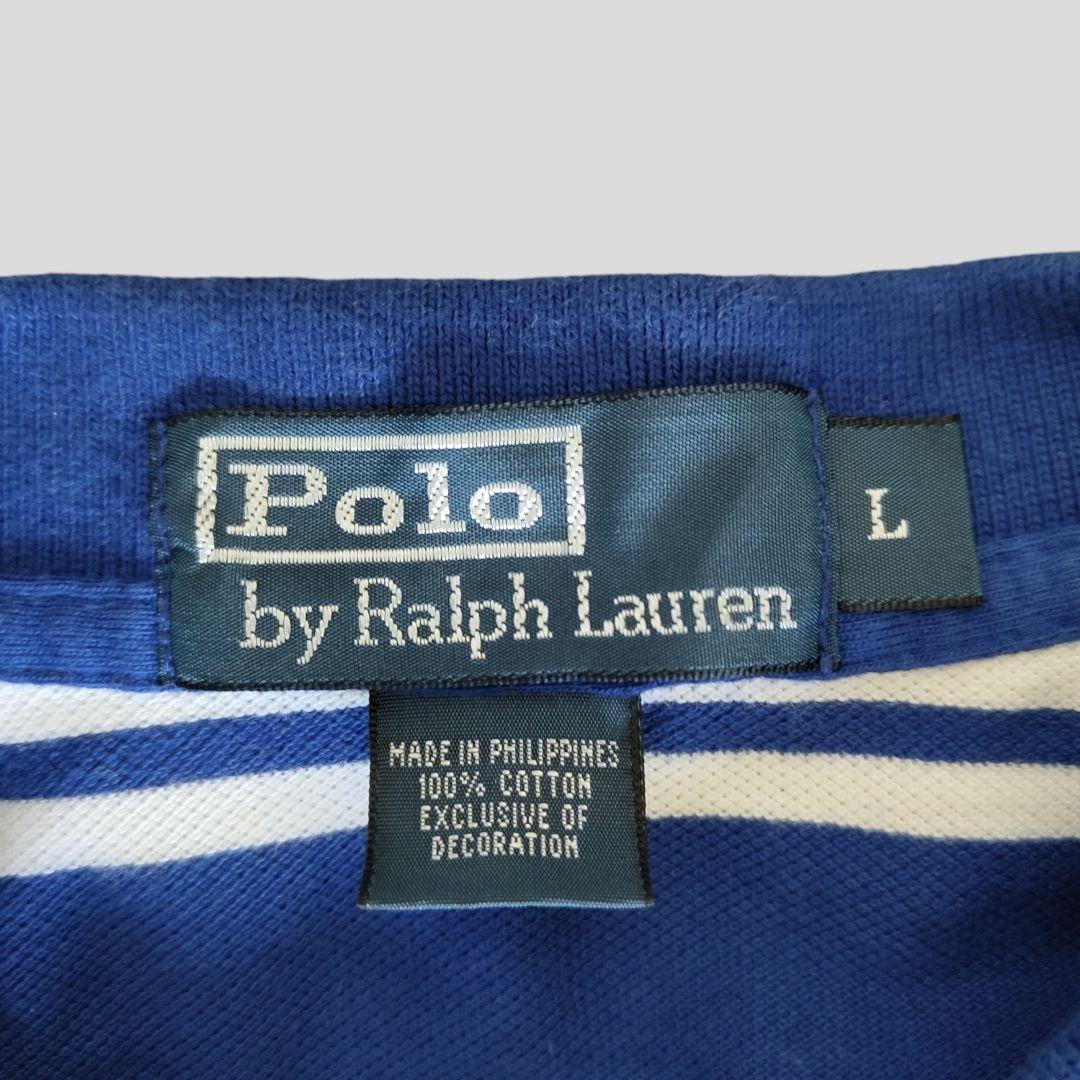 Polo
by Ralph Lauren
L
MADE IN PHILIPPINES
100% COTTON
EXCLUSIVE OF
DECORATION